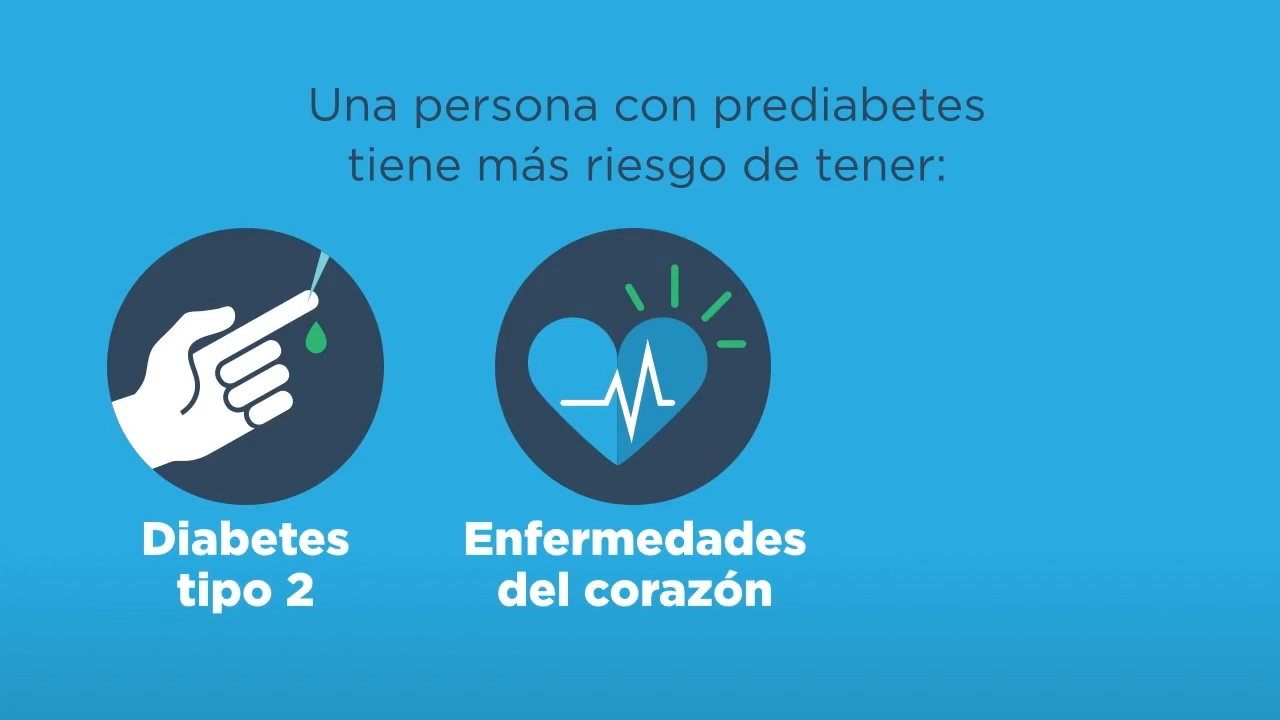 Una persona con prediabetes
tiene más riesgo de tener:
Diabetes
tipo 2
Enfermedades
del corazón